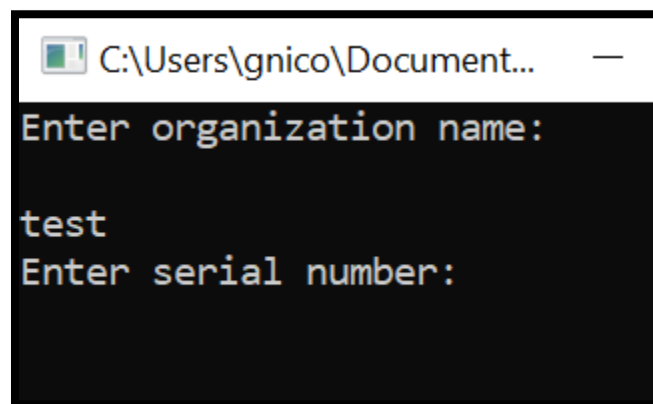 C:\Users\gnico\Document...
Enter organization name:
test
Enter serial number: